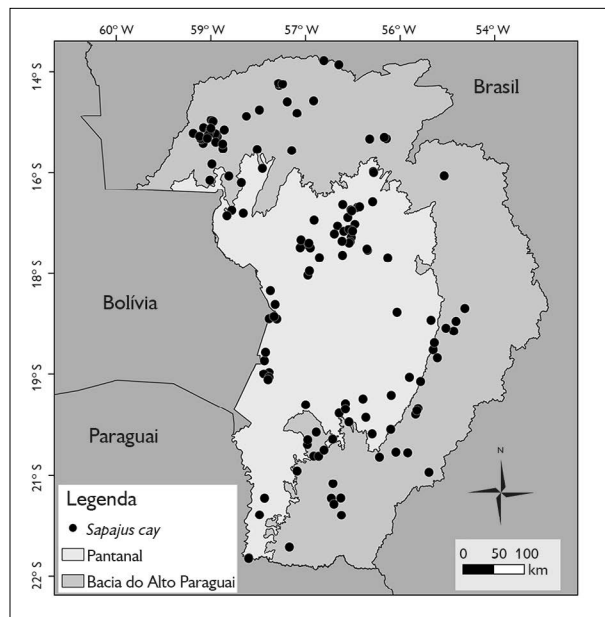 60°W 59°W 57°W 56°W 54°W
14°S
Brasil
16°S
18°S
Bolívia
19°S
Paraguai
N
21°S
Legenda
Sapajus cay
Pantanal
Bacia do Alto Paraguai
0 50 100
km
22°S